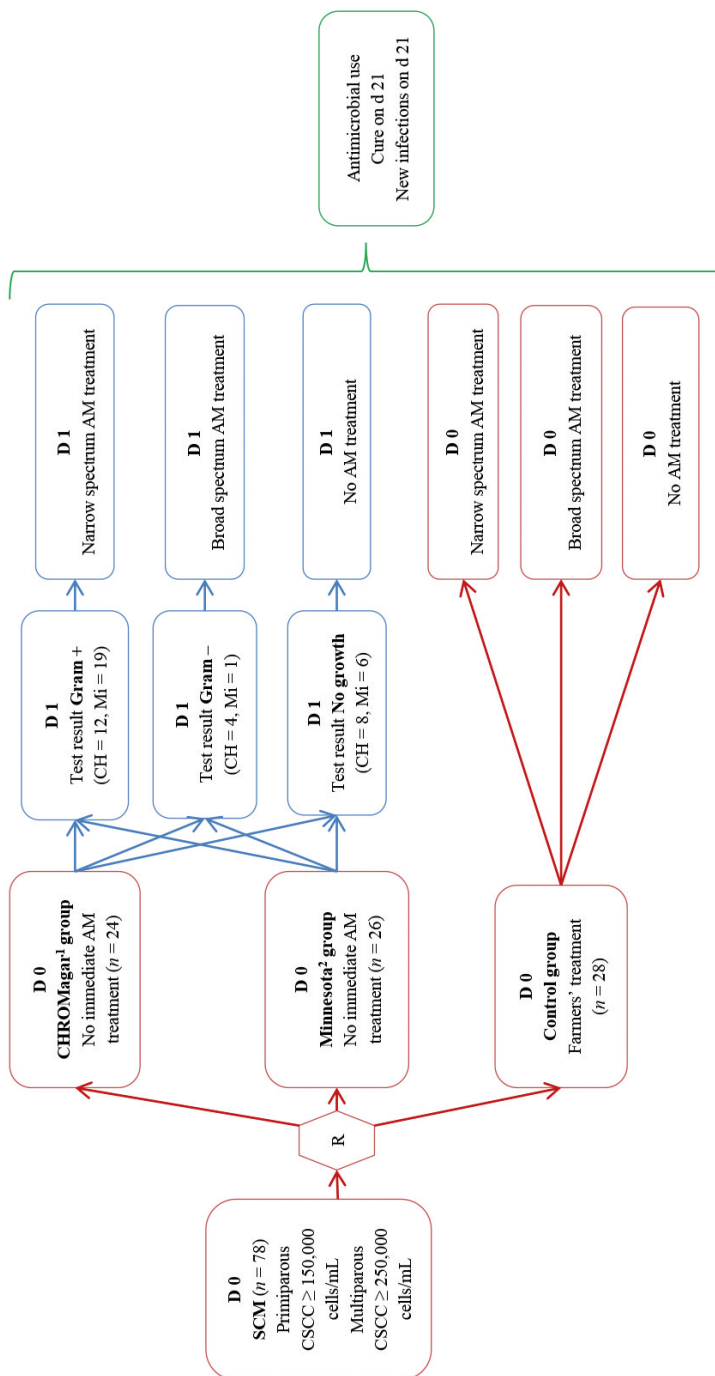 D 0
SCM (n = 78)
Primiparous
CSCC ≥ 150,000
cells/mL
Multiparous
CSCC ≥ 250,000
cells/mL
R
D 0
CHROMagar¹ group
No immediate AM
treatment (n = 24)
D 0
Minnesota² group
No immediate AM
treatment (n = 26)
D 0
Control group
Farmers’ treatment
(n = 28)
D 1
Test result Gram +
(CH = 12, Mi = 19)
D 1
Test result Gram −
(CH = 4, Mi = 1)
D 1
Test result No growth
(CH = 8, Mi = 6)
D 1
Narrow spectrum AM treatment
D 1
Broad spectrum AM treatment
D 1
No AM treatment
D 0
Narrow spectrum AM treatment
D 0
Broad spectrum AM treatment
D 0
No AM treatment
Antimicrobial use
Cure on d 21
New infections on d 21